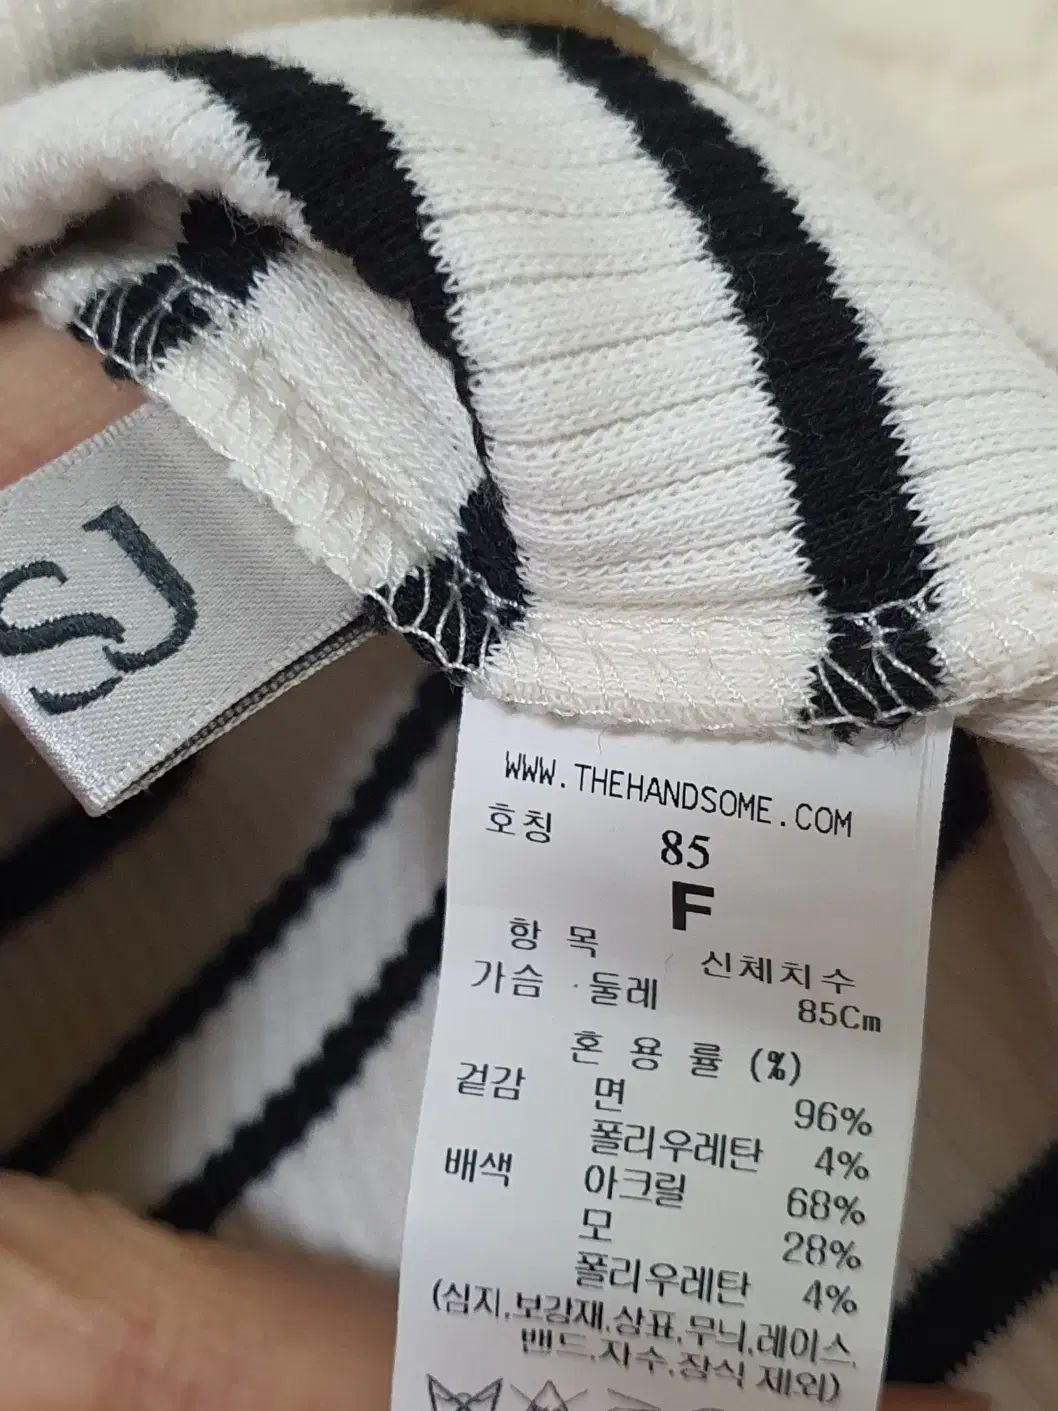 SJ
WWW.THEHANDSOME.COM
호칭 85
F
항 목 신체치수
가슴 둘레 85Cm
혼 용 률 (%)
겉감 면 96%
폴리우레탄 4%
배색 아크릴 68%
모 28%
폴리우레탄 4%
(심지,보강재,상표,무늬,레이스,
밴드,자수,장식 제외)